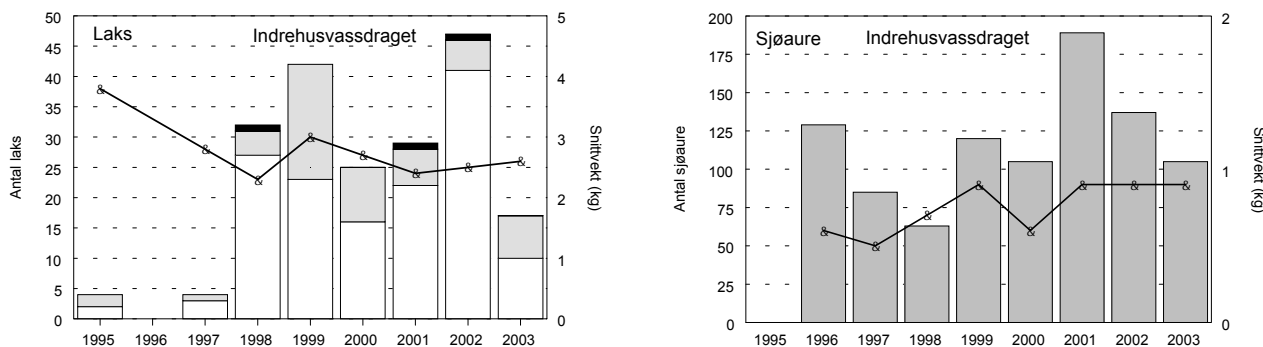 Laks Indrehusvassdraget
Antal laks
50
45
40
35
30
25
20
15
10
5
0
5
4
3
2
1
0
Snittvekt (kg)
& & & & & & & &
1995 1996 1997 1998 1999 2000 2001 2002 2003
Sjøaure Indrehusvassdraget
Antal sjøaure
200
175
150
125
100
75
50
25
0
2
1
0
Snittvekt (kg)
& & & & & & & &
1995 1996 1997 1998 1999 2000 2001 2002 2003